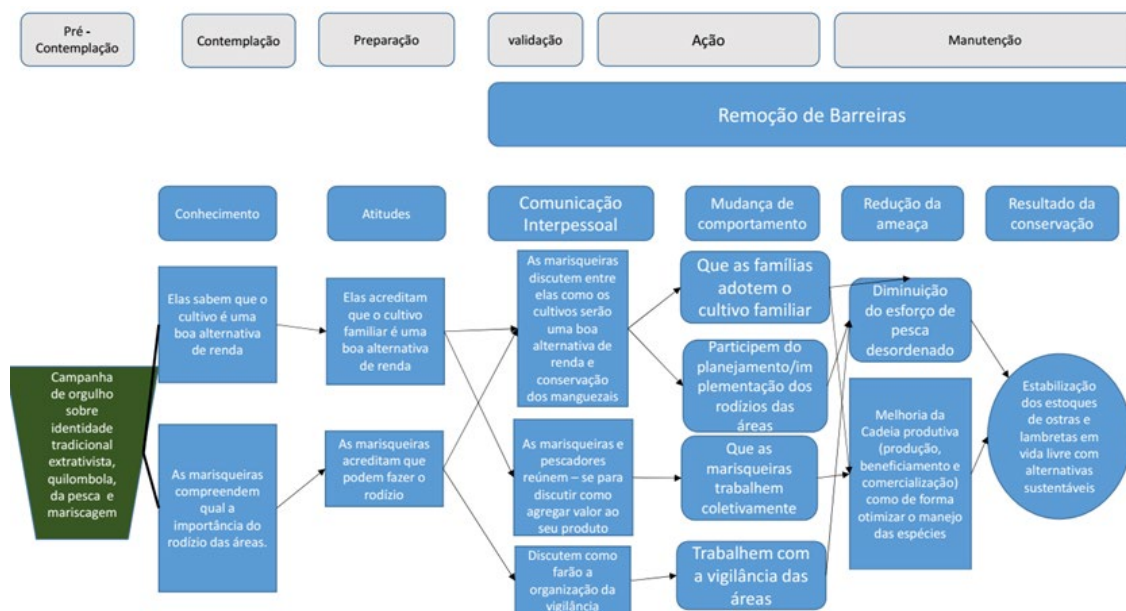 Pré -
Contemplação
Contemplação
Preparação
validação
Ação
Manutenção
Remoção de Barreiras
Conhecimento
Atitudes
Comunicação
Interpessoal
Mudança de
comportamento
Redução da
ameaça
Resultado da
conservação
Campanha
de orgulho
sobre
identidade
tradicional
extrativista,
quilombola,
da pesca e
mariscagem
Elas sabem que o
cultivo é uma
boa alternativa
de renda
As marisqueiras
compreendem
qual a
importância do
rodízio das áreas.
Elas acreditam
que o cultivo
familiar é uma
boa alternativa
de renda
As marisqueiras
acreditam que
podem fazer o
rodízio
As marisqueiras
discutem entre
elas como os
cultivos serão
uma boa
alternativa de
renda e
conservação
dos manguezais
As marisqueiras e
pescadores
reúnem – se para
discutir como
agregar valor ao
seu produto
Discutem como
farão a
organização da
vigilância
Que as famílias
adotem o
cultivo familiar
Participem do
planejamento/im
plementação dos
rodízios das
áreas
Que as
marisqueiras
trabalhem
coletivamente
Trabalhem com
a vigilância das
áreas
Diminuição
do esforço de
pesca
desordenado
Melhoria da
Cadeia produtiva
(produção,
beneficiamento e
comercialização)
como de forma
otimizar o manejo
das espécies
Estabilização
dos estoques
de ostras e
lambretas em
vida livre com
alternativas
sustentáveis